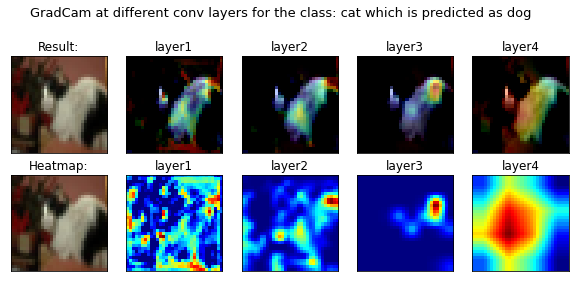 GradCam at different conv layers for the class: cat which is predicted as dog
Result: layer1 layer2 layer3 layer4
Heatmap: layer1 layer2 layer3 layer4